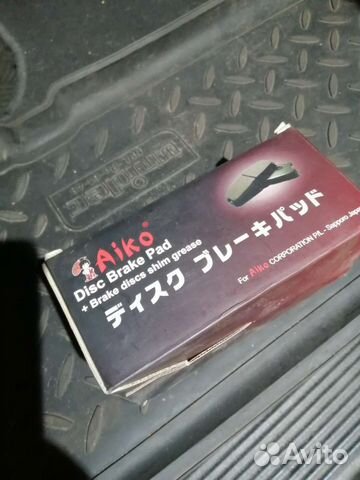 Aiko®
Disc Brake Pad
+ Brake discs shim grease
ディスク ブレーキパッド
For Aiko CORPORATION P/L - Sapporo Japan
Avito